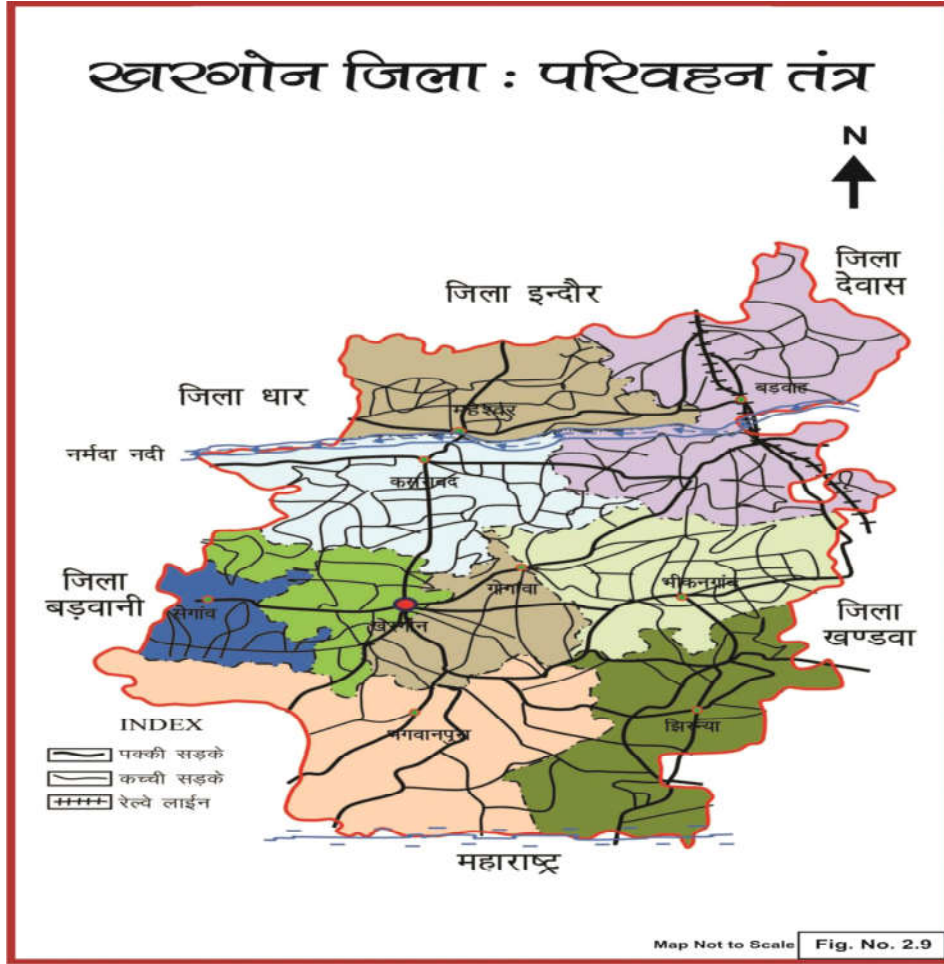 खरगोन जिला : परिवहन तंत्र
N
जिला
देवास
जिला इन्दौर
जिला धार
बड़वाह
महेश्वर
नर्मदा नदी
कसरावद
जिला
बड़वानी
गोगांवा
भीकनगांव
सेगांव
खरगोन
जिला
खण्डवा
INDEX
पक्की सड़के
कच्ची सड़के
रेल्वे लाईन
भगवानपुरा
झिरन्या
महाराष्ट्र
Map Not to Scale
Fig. No. 2.9